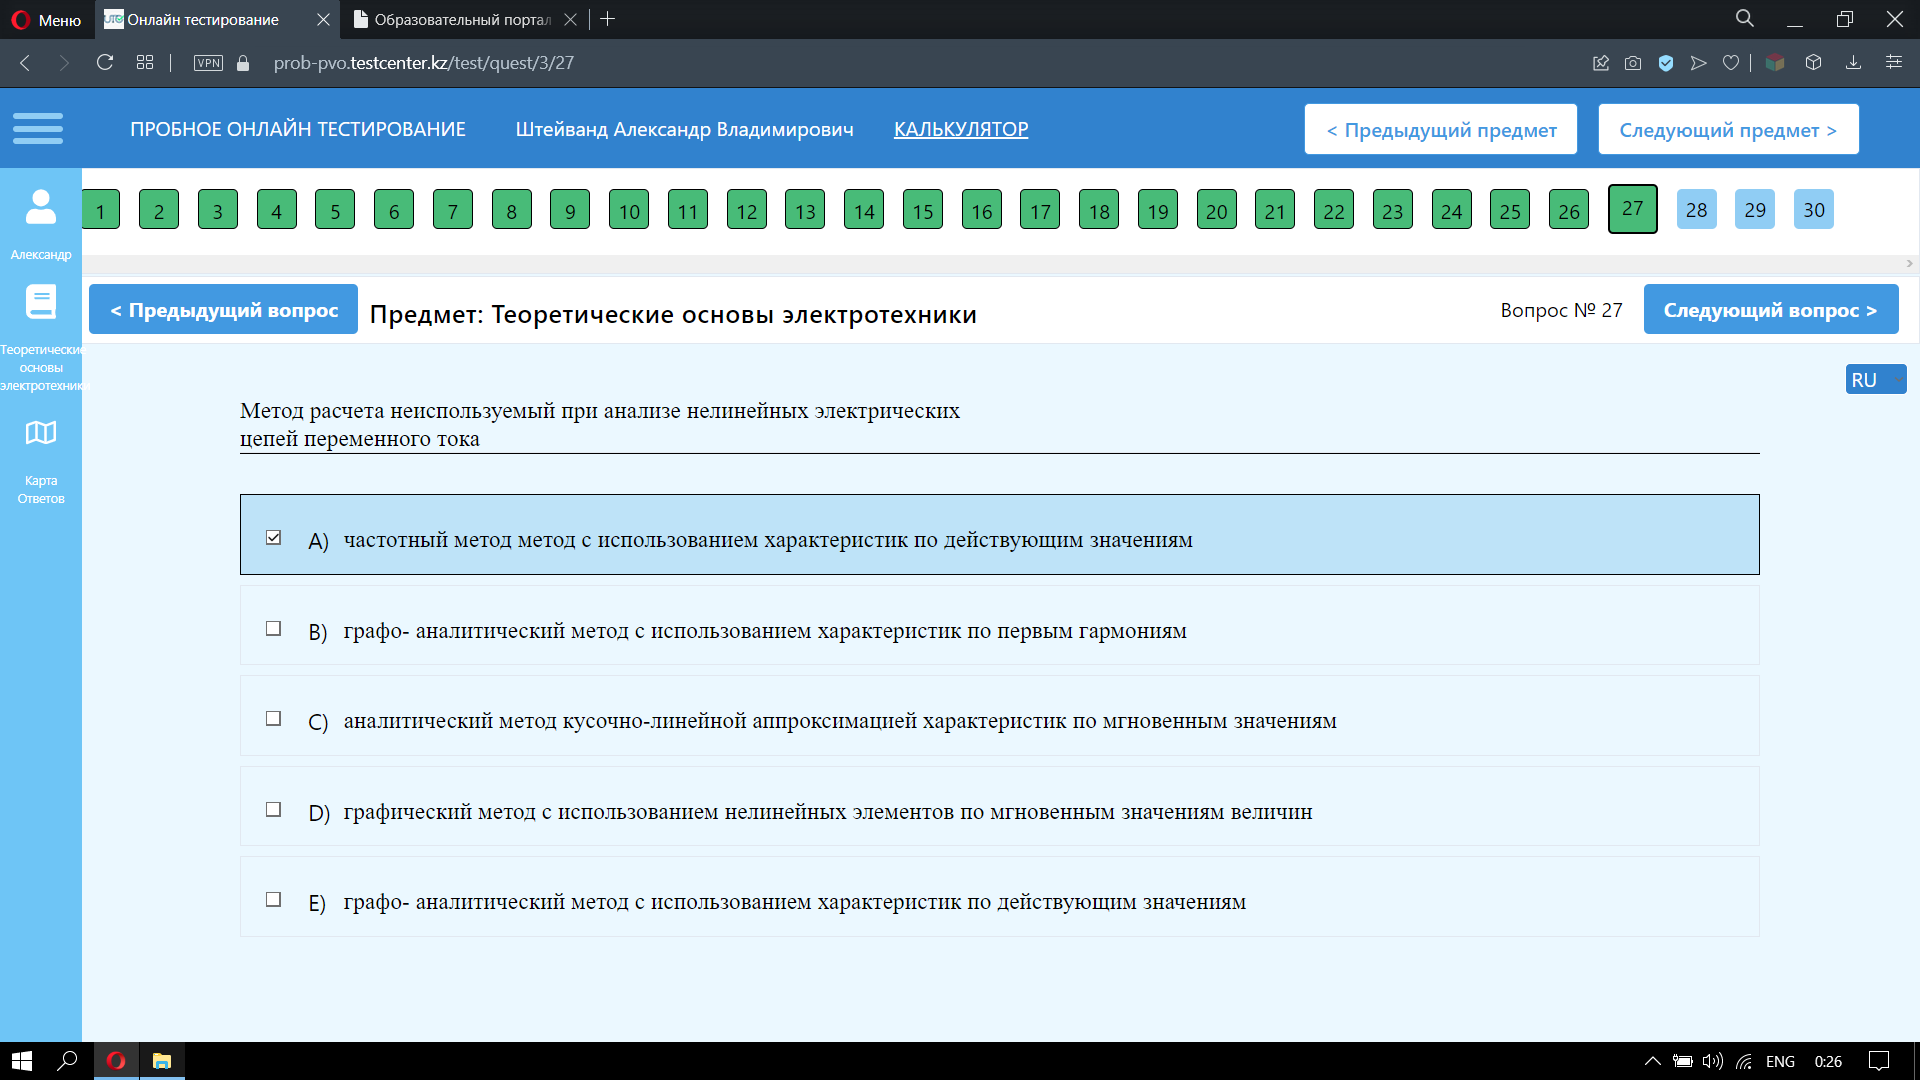 Меню
Онлайн тестирование
Образовательный портал
VPN
prob-pvo.testcenter.kz/test/quest/3/27
ПРОБНОЕ ОНЛАЙН ТЕСТИРОВАНИЕ
Штейванд Александр Владимирович
КАЛЬКУЛЯТОР
< Предыдущий предмет
Следующий предмет >
1 2 3 4 5 6 7 8 9 10 11 12 13 14 15 16 17 18 19 20 21 22 23 24 25 26 27 28 29 30
Александр
Теоретические
основы
электротехники
Карта
Ответов
< Предыдущий вопрос
Предмет: Теоретические основы электротехники
Вопрос № 27
Следующий вопрос >
RU
Метод расчета неиспользуемый при анализе нелинейных электрических
цепей переменного тока
A) частотный метод метод с использованием характеристик по действующим значениям
B) графо- аналитический метод с использованием характеристик по первым гармониям
C) аналитический метод кусочно-линейной аппроксимацией характеристик по мгновенным значениям
D) графический метод с использованием нелинейных элементов по мгновенным значениям величин
E) графо- аналитический метод с использованием характеристик по действующим значениям
ENG
0:26